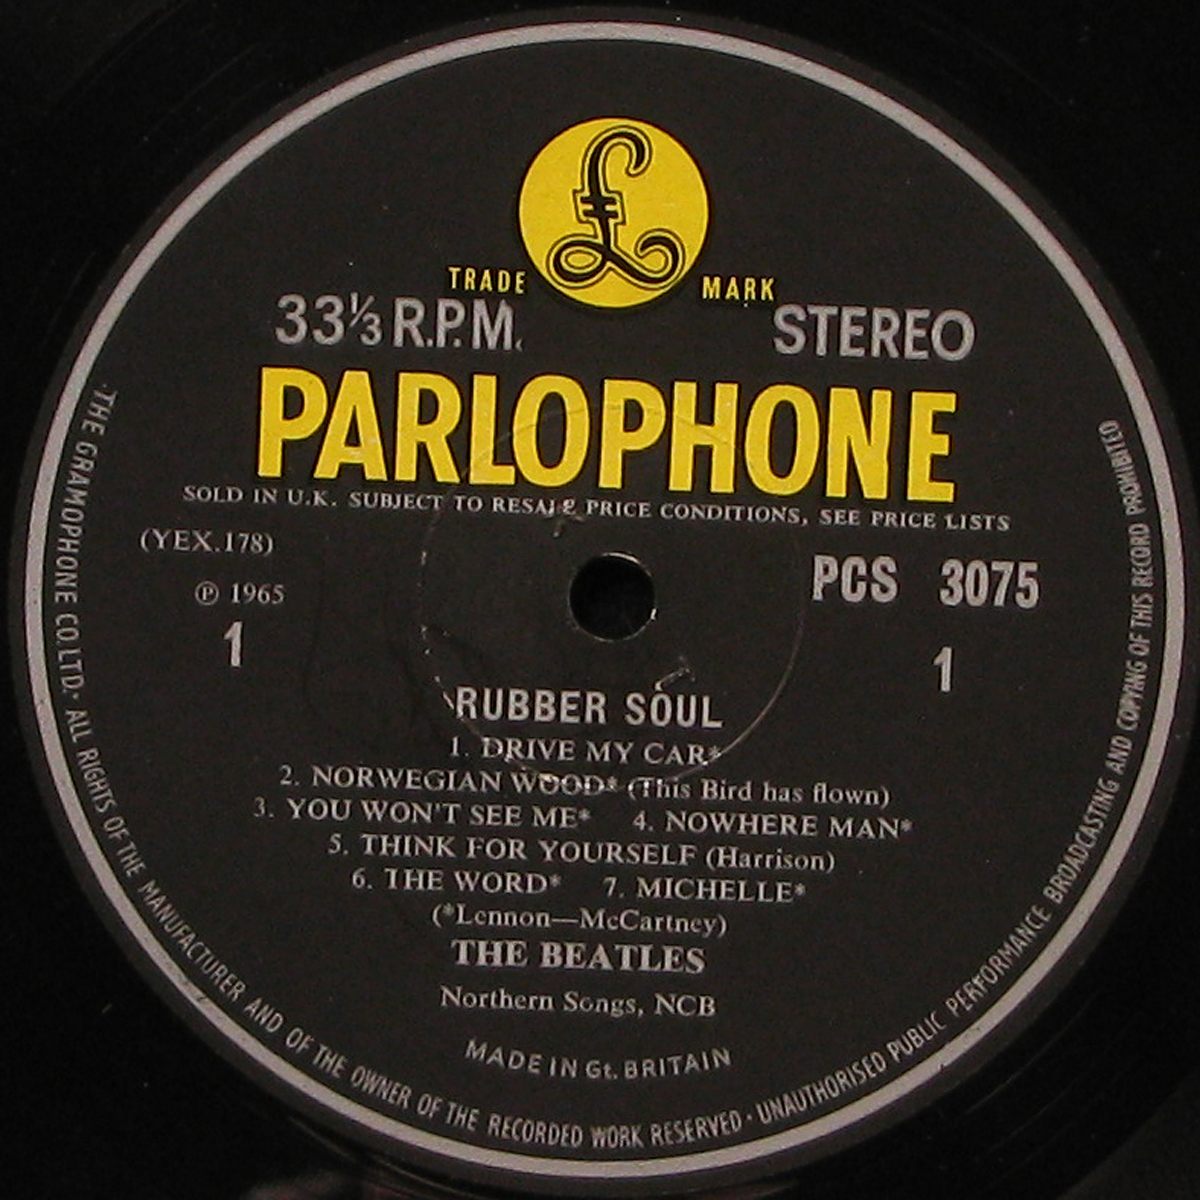 £
TRADE MARK
33⅓ R.P.M. STEREO
PARLOPHONE
SOLD IN U.K. SUBJECT TO RESALE PRICE CONDITIONS, SEE PRICE LISTS
(YEX.178)
PCS 3075
℗ 1965
1 1
RUBBER SOUL
1. DRIVE MY CAR*
2. NORWEGIAN WOOD* (This Bird has flown)
3. YOU WON'T SEE ME* 4. NOWHERE MAN*
5. THINK FOR YOURSELF (Harrison)
6. THE WORD* 7. MICHELLE*
(*Lennon—McCartney)
THE BEATLES
Northern Songs, NCB
MADE IN Gt. BRITAIN
THE GRAMOPHONE CO. LTD. · ALL RIGHTS OF THE MANUFACTURER AND OF THE OWNER OF THE RECORDED WORK RESERVED · UNAUTHORISED PUBLIC PERFORMANCE BROADCASTING AND COPYING OF THIS RECORD PROHIBITED